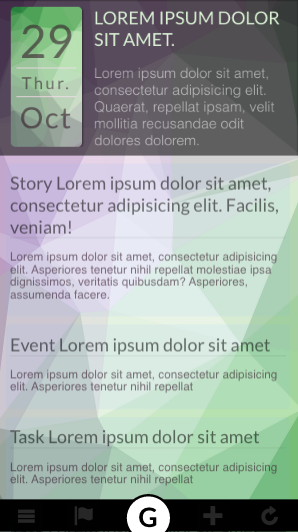 29
Thur.
Oct
LOREM IPSUM DOLOR
SIT AMET.
Lorem ipsum dolor sit amet,
consectetur adipisicing elit.
Quaerat, repellat ipsam, velit
mollitia recusandae odit
dolores dolorem.
Story Lorem ipsum dolor sit amet,
consectetur adipisicing elit. Facilis,
veniam!
Lorem ipsum dolor sit amet, consectetur adipisicing
elit. Asperiores tenetur nihil repellat molestiae ipsa
dignissimos, veritatis quibusdam? Asperiores,
assumenda facere.
Event Lorem ipsum dolor sit amet
Lorem ipsum dolor sit amet, consectetur adipisicing
elit. Asperiores tenetur nihil repellat
Task Lorem ipsum dolor sit amet
Lorem ipsum dolor sit amet, consectetur adipisicing
elit. Asperiores tenetur nihil repellat
G